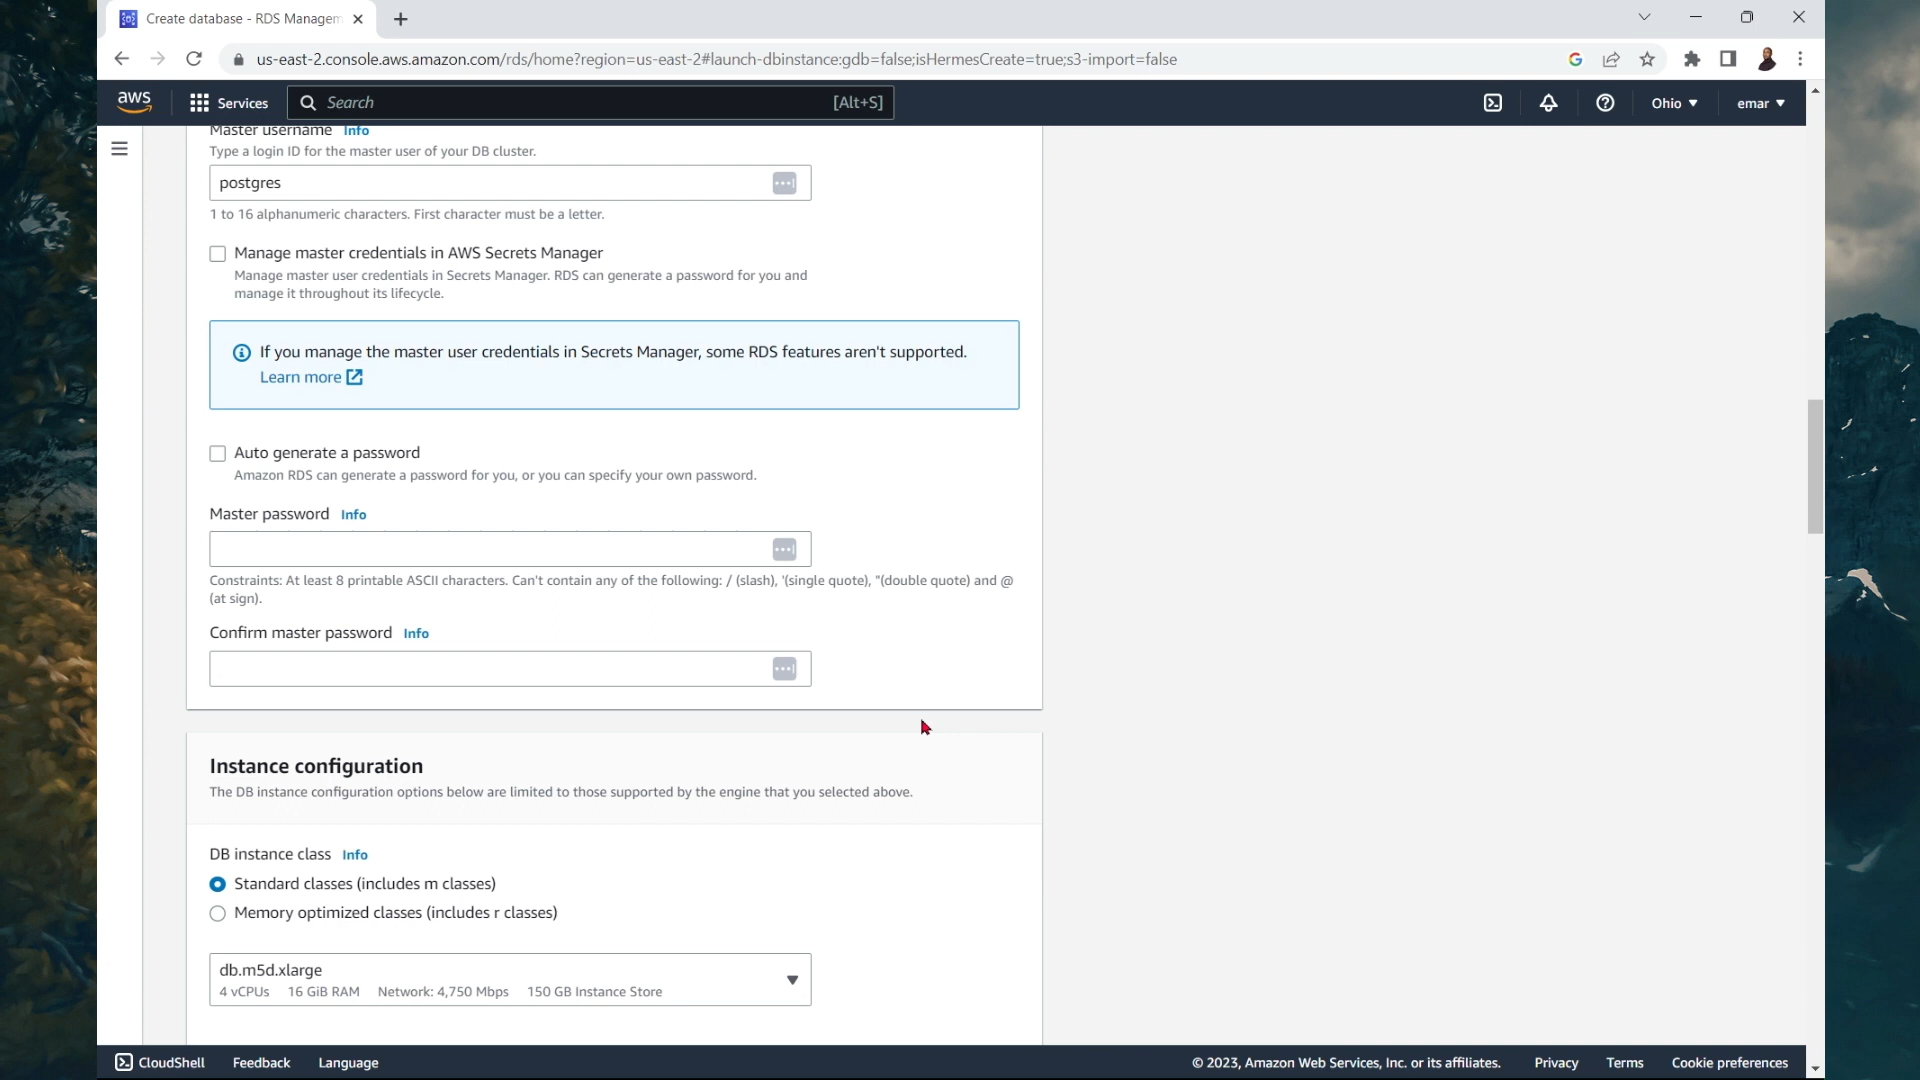 Create database - RDS Managem
us-east-2.console.aws.amazon.com/rds/home?region=us-east-2#launch-dbinstance:gdb=false;isHermesCreate=true;s3-import=false
aws
Services
Search
[Alt+S]
Ohio
emar
Master username Info
Type a login ID for the master user of your DB cluster.
postgres
1 to 16 alphanumeric characters. First character must be a letter.
Manage master credentials in AWS Secrets Manager
Manage master user credentials in Secrets Manager. RDS can generate a password for you and
manage it throughout its lifecycle.
If you manage the master user credentials in Secrets Manager, some RDS features aren't supported.
Learn more
Auto generate a password
Amazon RDS can generate a password for you, or you can specify your own password.
Master password Info
Constraints: At least 8 printable ASCII characters. Can't contain any of the following: / (slash), '(single quote), "(double quote) and @
(at sign).
Confirm master password Info
Instance configuration
The DB instance configuration options below are limited to those supported by the engine that you selected above.
DB instance class Info
Standard classes (includes m classes)
Memory optimized classes (includes r classes)
db.m5d.xlarge
4 vCPUs 16 GiB RAM Network: 4,750 Mbps 150 GB Instance Store
CloudShell Feedback Language
© 2023, Amazon Web Services, Inc. or its affiliates. Privacy Terms Cookie preferences